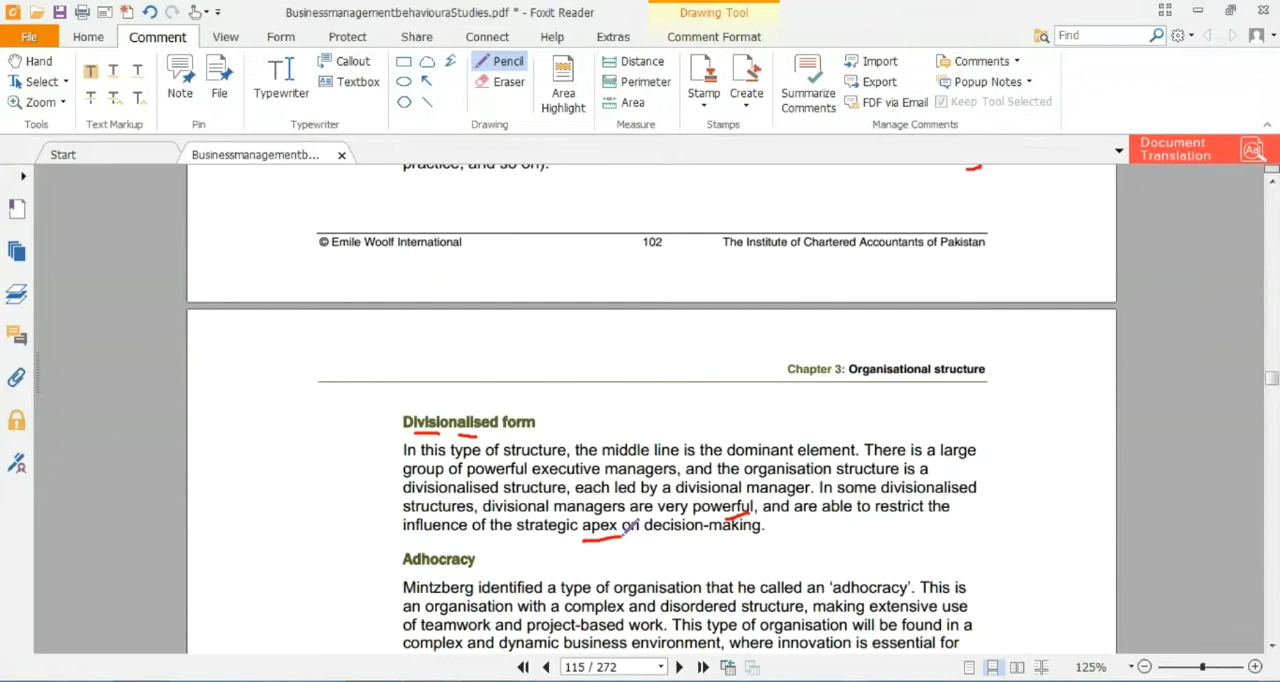 BusinessmanagmentbehaviouraStudies.pdf * - Foxit Reader
Drawing Tool
File Home Comment View Form Protect Share Connect Help Extras Comment Format Find
Hand
Select
Zoom
Tools
T T T
T T T
Text Markup
Note File
Pin
Typewriter
Callout
Textbox
Typewriter
Pencil
Eraser
Area Highlight
Drawing
Distance
Perimeter
Area
Measure
Stamp Create
Stamps
Summarize Comments
Import
Export
FDF via Email
Comments
Popup Notes
Keep Tool Selected
Manage Comments
Start
Businessmanagementb...
Document Translation
practice, and so on).
© Emile Woolf International 102 The Institute of Chartered Accountants of Pakistan
Chapter 3: Organisational structure
Divisionalised form
In this type of structure, the middle line is the dominant element. There is a large
group of powerful executive managers, and the organisation structure is a
divisionalised structure, each led by a divisional manager. In some divisionalised
structures, divisional managers are very powerful, and are able to restrict the
influence of the strategic apex on decision-making.
Adhocracy
Mintzberg identified a type of organisation that he called an ‘adhocracy’. This is
an organisation with a complex and disordered structure, making extensive use
of teamwork and project-based work. This type of organisation will be found in a
complex and dynamic business environment, where innovation is essential for
115 / 272
125%